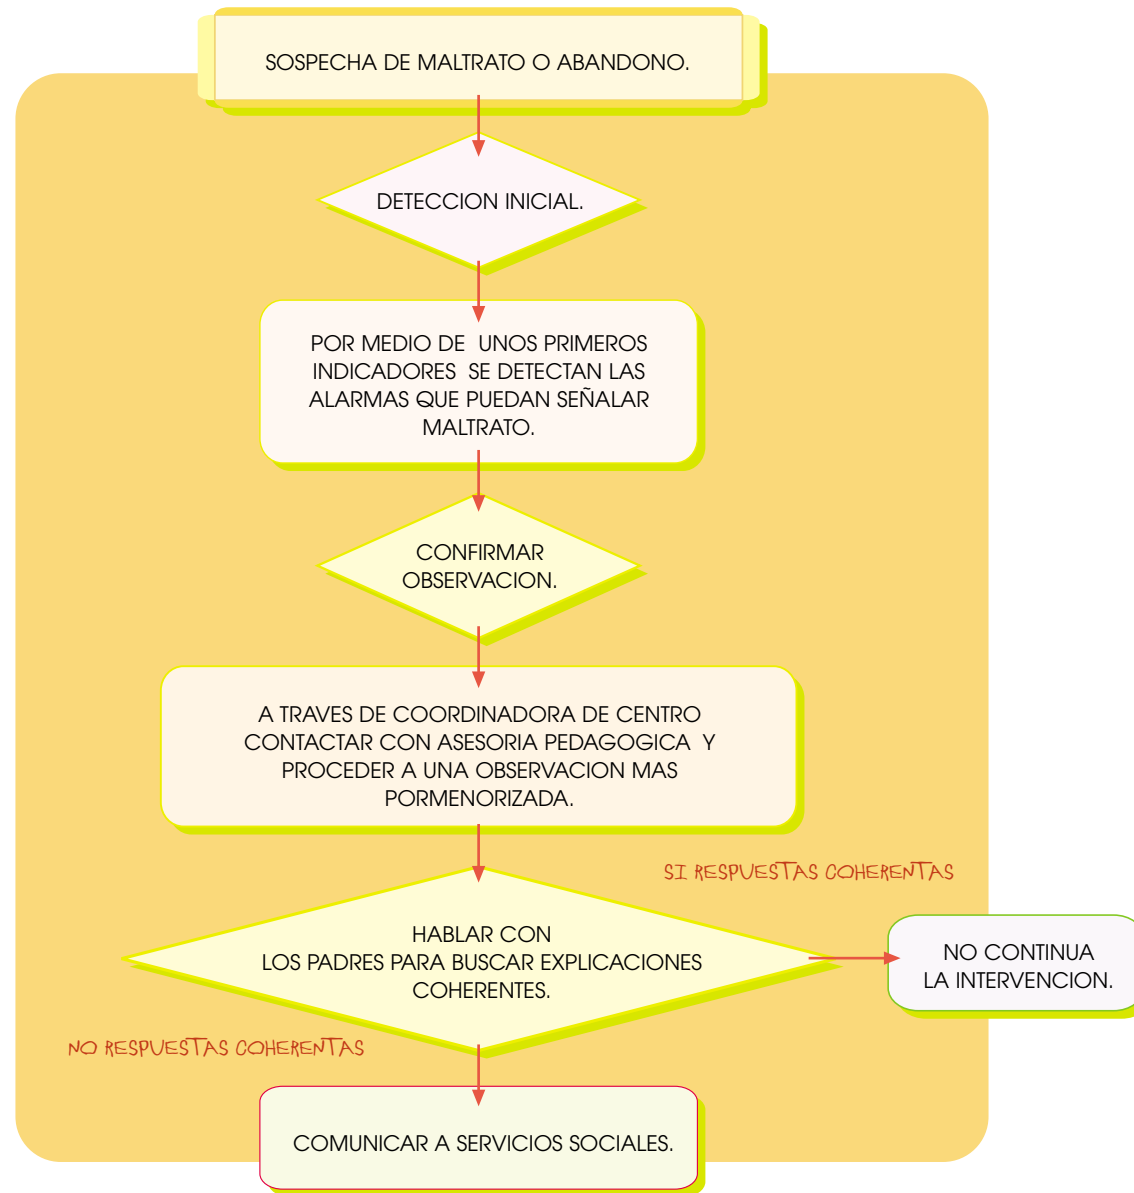 SOSPECHA DE MALTRATO O ABANDONO.
DETECCION INICIAL.
POR MEDIO DE UNOS PRIMEROS
INDICADORES SE DETECTAN LAS
ALARMAS QUE PUEDAN SEÑALAR
MALTRATO.
CONFIRMAR
OBSERVACION.
A TRAVES DE COORDINADORA DE CENTRO
CONTACTAR CON ASESORIA PEDAGOGICA Y
PROCEDER A UNA OBSERVACION MAS
PORMENORIZADA.
SI RESPUESTAS COHERENTAS
HABLAR CON
LOS PADRES PARA BUSCAR EXPLICACIONES
COHERENTES.
NO CONTINUA
LA INTERVENCION.
NO RESPUESTAS COHERENTAS
COMUNICAR A SERVICIOS SOCIALES.